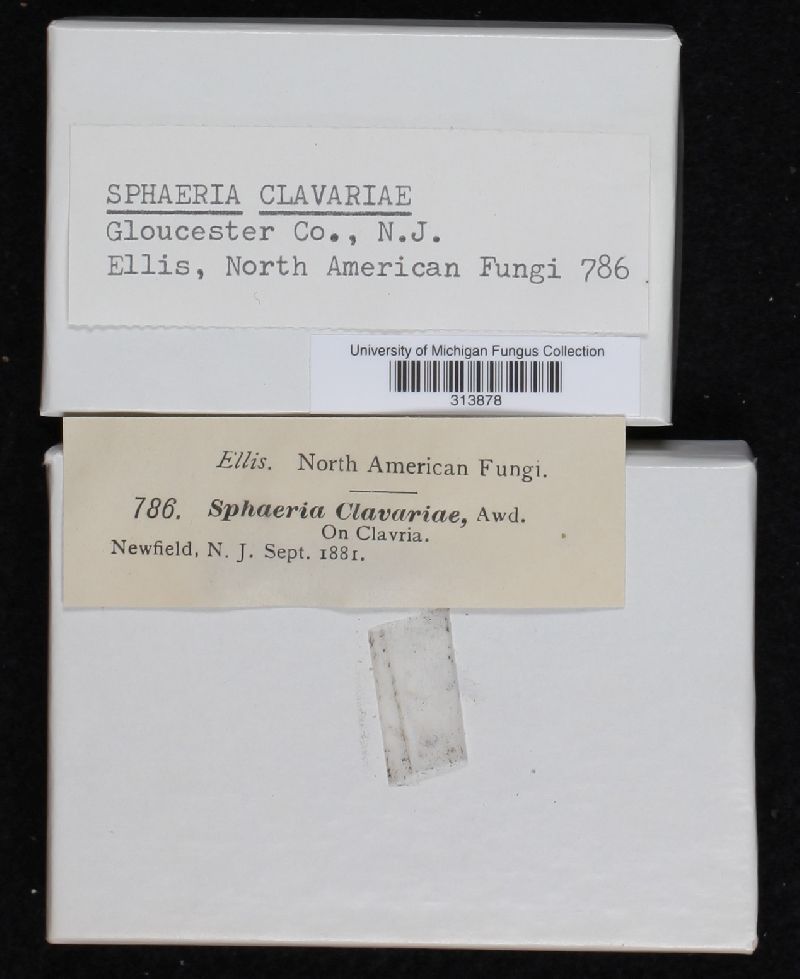 SPHAERIA CLAVARIAE
Gloucester Co., N.J.
Ellis, North American Fungi 786
University of Michigan Fungus Collection
313878
Ellis. North American Fungi.
786. Sphaeria Clavariae, Awd.
On Clavria.
Newfield, N. J. Sept. 1881.